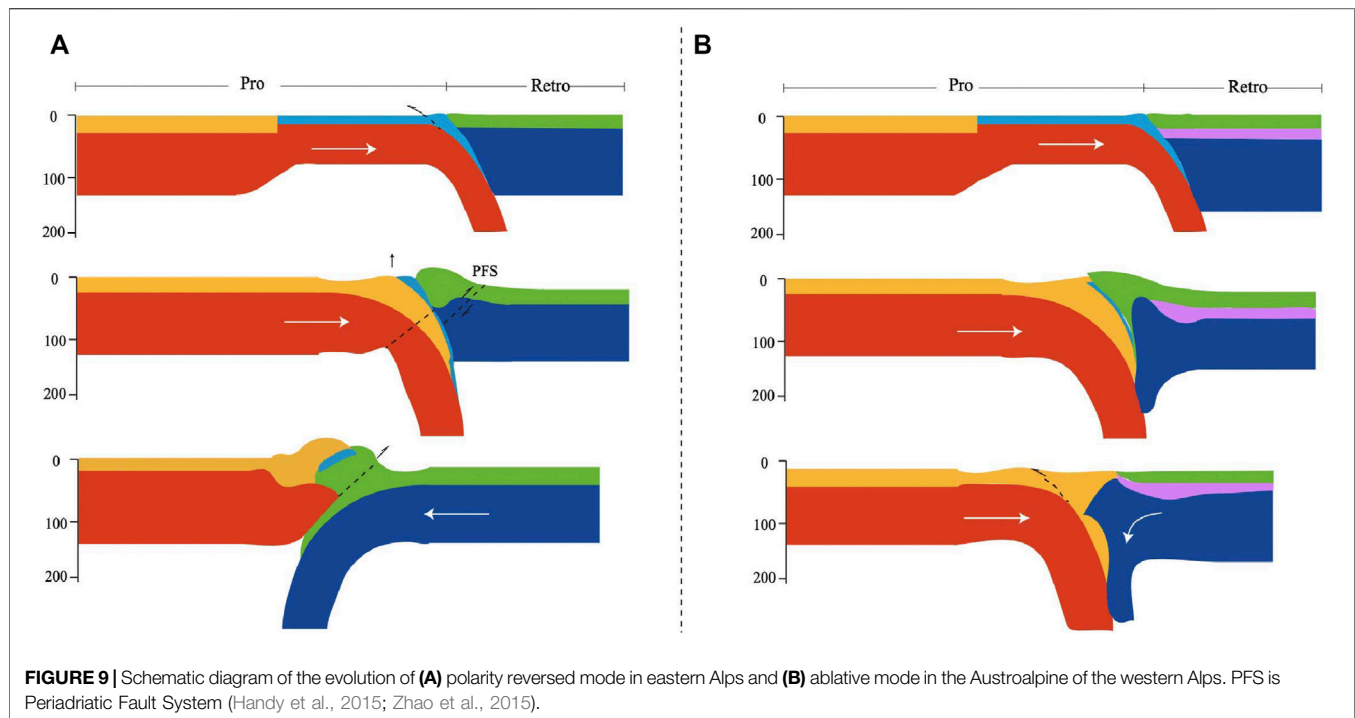 A
Pro
Retro
0
100
200
0
PFS
100
200
0
100
200
B
Pro
Retro
0
100
200
0
100
200
0
100
200
FIGURE 9 | Schematic diagram of the evolution of (A) polarity reversed mode in eastern Alps and (B) ablative mode in the Austroalpine of the western Alps. PFS is
Periadriatic Fault System (Handy et al., 2015; Zhao et al., 2015).